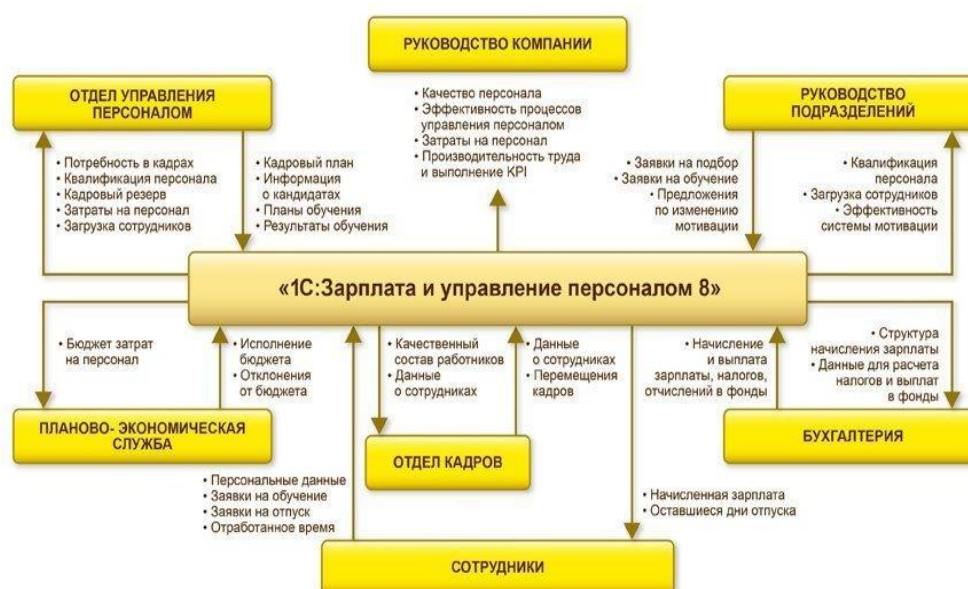 РУКОВОДСТВО КОМПАНИИ
• Качество персонала
• Эффективность процессов
управления персоналом
• Затраты на персонал
• Производительность труда
и выполнение KPI
ОТДЕЛ УПРАВЛЕНИЯ
ПЕРСОНАЛОМ
• Потребность в кадрах
• Квалификация персонала
• Кадровый резерв
• Затраты на персонал
• Загрузка сотрудников
• Кадровый план
• Информация
о кандидатах
• Планы обучения
• Результаты обучения
РУКОВОДСТВО
ПОДРАЗДЕЛЕНИЙ
• Заявки на подбор
• Заявки на обучение
• Предложения
по изменению
мотивации
• Квалификация
персонала
• Загрузка сотрудников
• Эффективность
системы мотивации
«1С:Зарплата и управление персоналом 8»
• Бюджет затрат
на персонал
• Исполнение
бюджета
• Отклонения
от бюджета
ПЛАНОВО- ЭКОНОМИЧЕСКАЯ
СЛУЖБА
• Качественный
состав работников
• Данные
о сотрудниках
• Данные
о сотрудниках
• Перемещения
кадров
ОТДЕЛ КАДРОВ
• Начисление
и выплата
зарплаты, налогов,
отчислений в фонды
• Структура
начисления зарплаты
• Данные для расчета
налогов и выплат
в фонды
БУХГАЛТЕРИЯ
• Персональные данные
• Заявки на обучение
• Заявки на отпуск
• Отработанное время
• Начисленная зарплата
• Оставшиеся дни отпуска
СОТРУДНИКИ